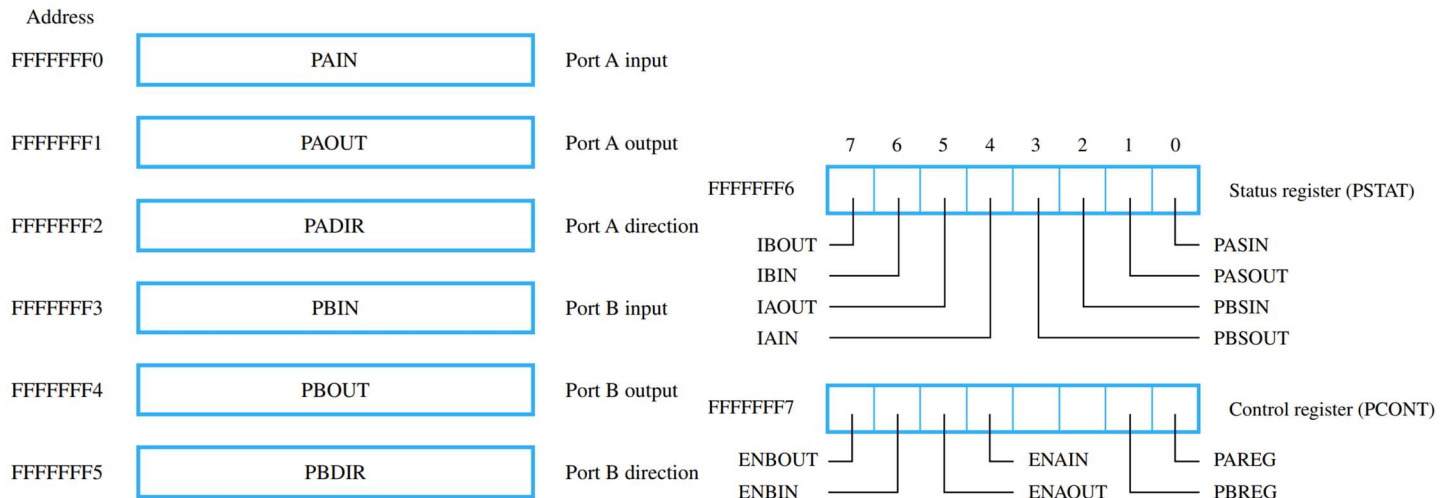 Address
FFFFFFF0 PAIN Port A input
FFFFFFF1 PAOUT Port A output
FFFFFFF2 PADIR Port A direction
FFFFFFF3 PBIN Port B input
FFFFFFF4 PBOUT Port B output
FFFFFFF5 PBDIR Port B direction
7 6 5 4 3 2 1 0
FFFFFFF6 Status register (PSTAT)
IBOUT PASIN
IBIN PASOUT
IAOUT PBSIN
IAIN PBSOUT
FFFFFFF7 Control register (PCONT)
ENBOUT ENAIN PAREG
ENBIN ENAOUT PBREG